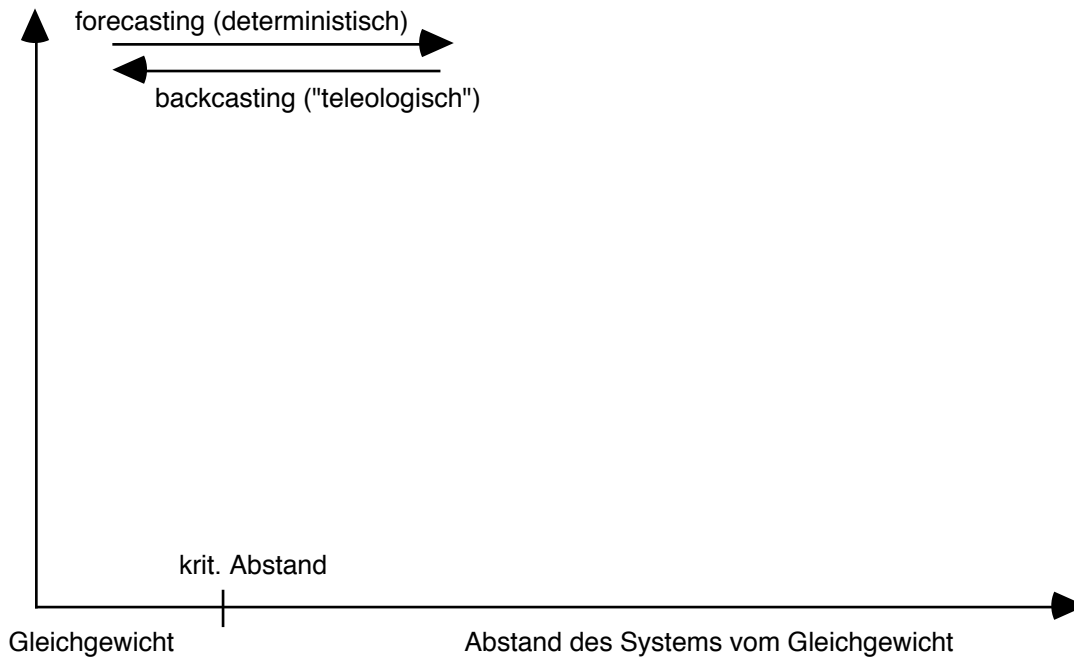 forecasting (deterministisch)
backcasting ("teleologisch")
krit. Abstand
Gleichgewicht
Abstand des Systems vom Gleichgewicht